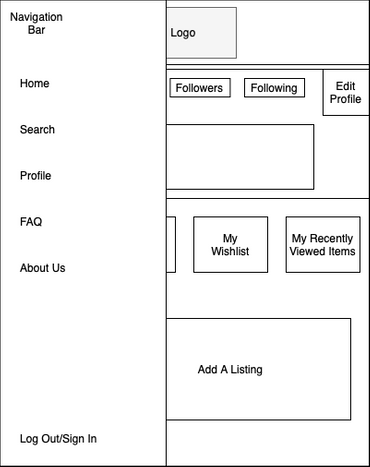 Navigation
Bar
Logo
Home
Followers
Following
Edit
Profile
Search
Profile
FAQ
My
Wishlist
My Recently
Viewed Items
About Us
Add A Listing
Log Out/Sign In